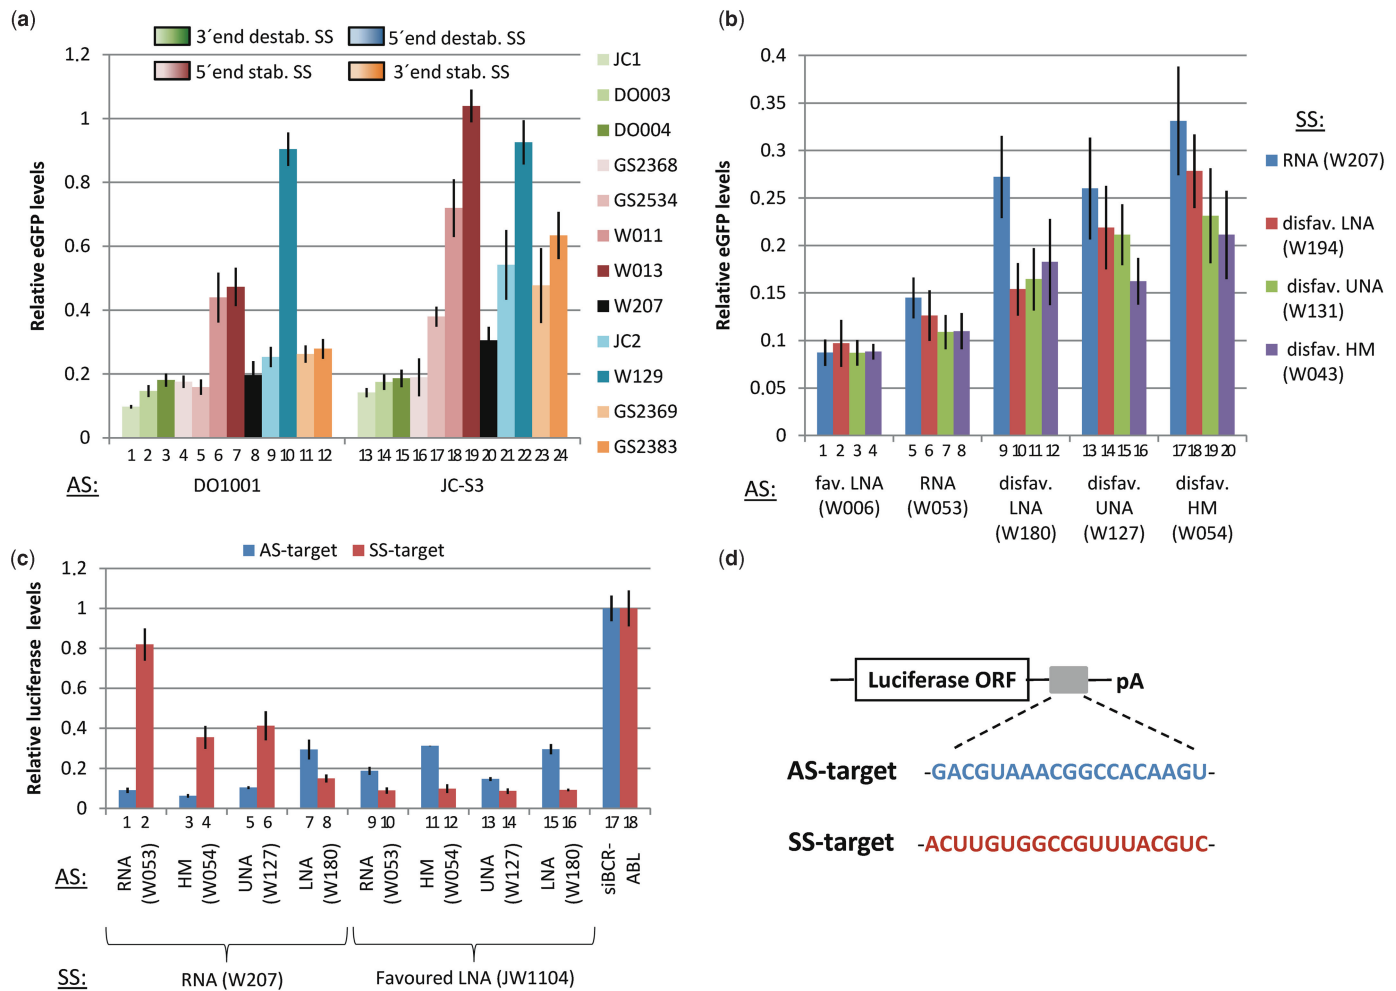 (a)
3´end destab. SS
5´end destab. SS
5´end stab. SS
3´end stab. SS
Relative eGFP levels
1.2
1
0.8
0.6
0.4
0.2
0
1 2 3 4 5 6 7 8 9 10 11 12 13 14 15 16 17 18 19 20 21 22 23 24
AS: DO1001 JC-S3
JC1
DO003
DO004
GS2368
GS2534
W011
W013
W207
JC2
W129
GS2369
GS2383
(b)
Relative eGFP levels
0.4
0.35
0.3
0.25
0.2
0.15
0.1
0.05
0
1 2 3 4 5 6 7 8 9 10 11 12 13 14 15 16 17 18 19 20
AS:
fav. LNA
(W006)
RNA
(W053)
disfav.
LNA
(W180)
disfav.
UNA
(W127)
disfav.
HM
(W054)
SS:
RNA (W207)
disfav. LNA
(W194)
disfav. UNA
(W131)
disfav. HM
(W043)
(c)
AS-target SS-target
Relative luciferase levels
1.2
1
0.8
0.6
0.4
0.2
0
1 2 3 4 5 6 7 8 9 10 11 12 13 14 15 16 17 18
AS:
RNA
(W053)
HM
(W054)
UNA
(W127)
LNA
(W180)
RNA
(W053)
HM
(W054)
UNA
(W127)
LNA
(W180)
siBCR-
ABL
SS: RNA (W207) Favoured LNA (JW1104)
(d)
Luciferase ORF pA
AS-target -GACGUAAACGGCCACAAGU-
SS-target -ACUUGUGGCCGUUUACGUC-